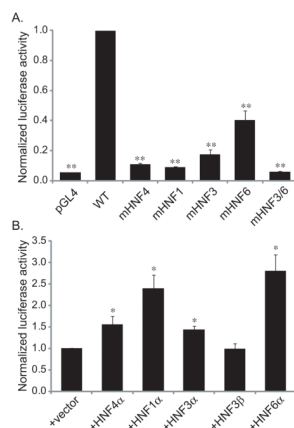 A.
Normalized luciferase activity
1.0
0.8
0.6
0.4
0.2
0.0
**
**
**
**
**
**
pGL4
WT
mHNF4
mHNF1
mHNF3
mHNF6
mHNF3/6
B.
Normalized luciferase activity
3.5
3.0
2.5
2.0
1.5
1.0
0.5
0.0
*
*
*
*
+vector
+HNF4α
+HNF1α
+HNF3α
+HNF3β
+HNF6α